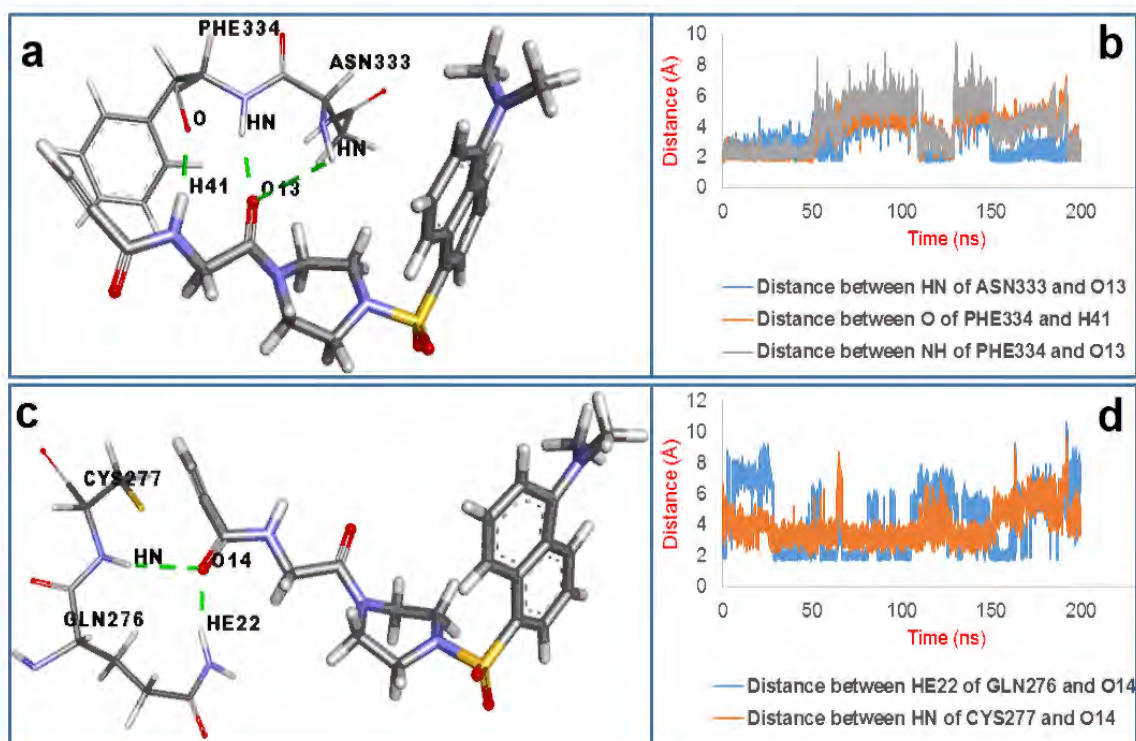 a
PHE334
ASN333
O
HN
HN
H41
O13
b
10
8
6
4
2
0
Distance (Å)
0 50 100 150 200
Time (ns)
Distance between HN of ASN333 and O13
Distance between O of PHE334 and H41
Distance between NH of PHE334 and O13
c
CYS277
HN
O14
GLN276
HE22
d
12
10
8
6
4
2
0
Distance (Å)
0 50 100 150 200
Time (ns)
Distance between HE22 of GLN276 and O14
Distance between HN of CYS277 and O14